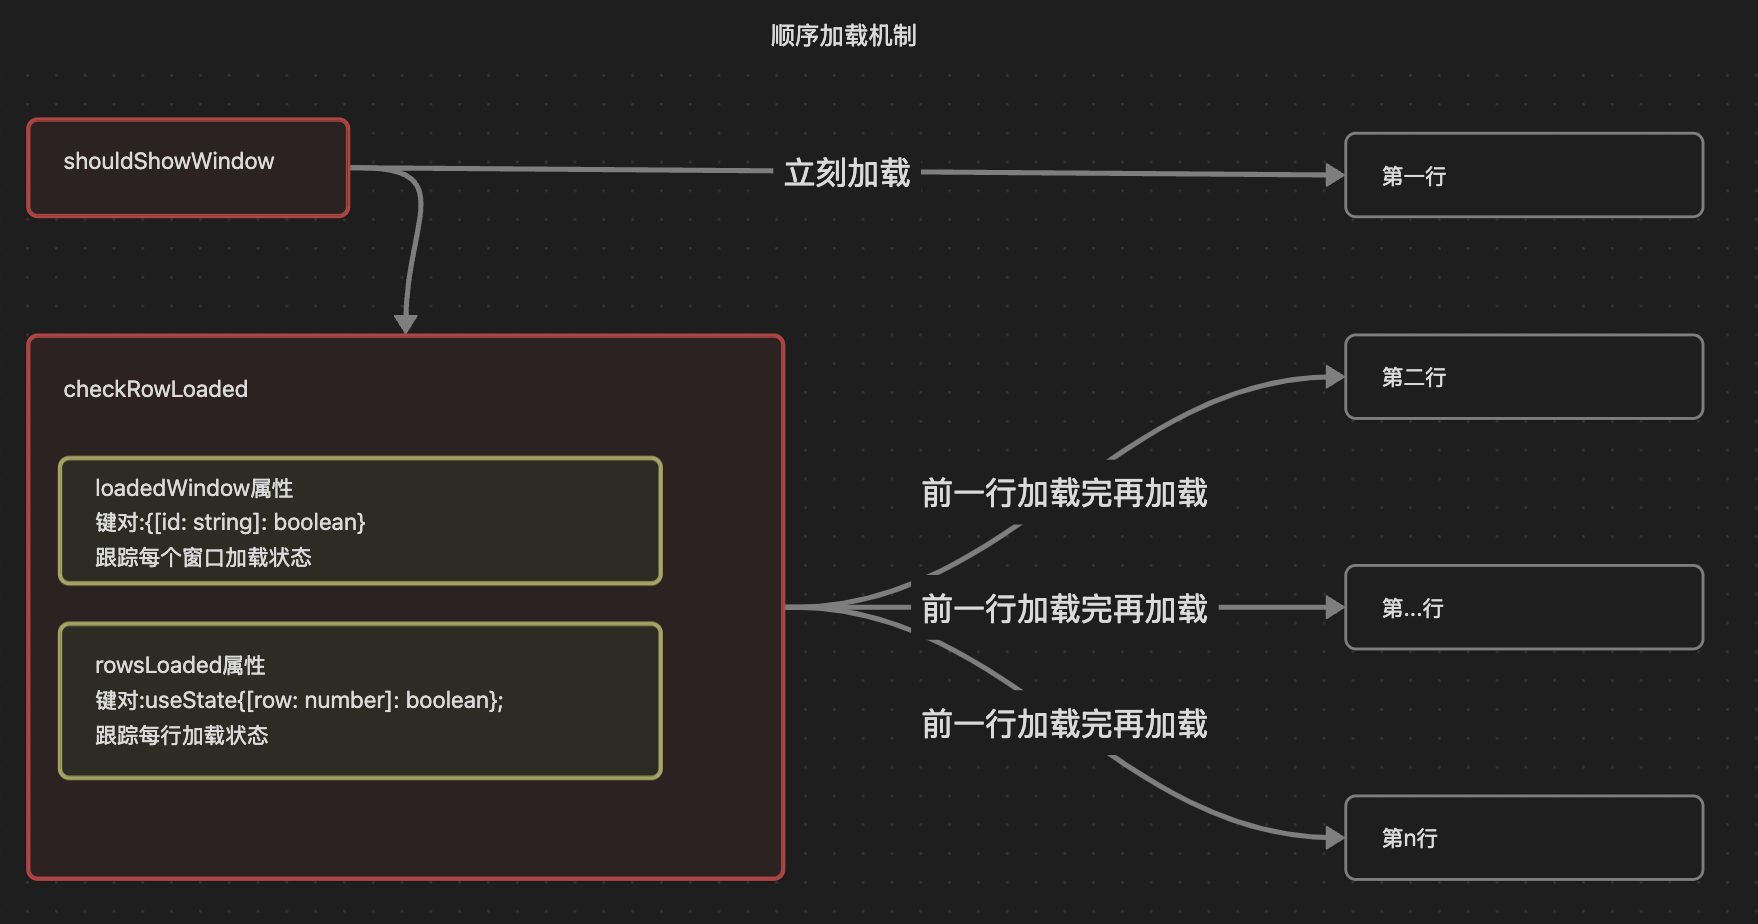 顺序加载机制
shouldShowWindow
立刻加载
第一行
checkRowLoaded
loadedWindow属性
键对:{[id: string]: boolean}
跟踪每个窗口加载状态
rowsLoaded属性
键对:useState{[row: number]: boolean};
跟踪每行加载状态
前一行加载完再加载
第二行
前一行加载完再加载
第...行
前一行加载完再加载
第n行